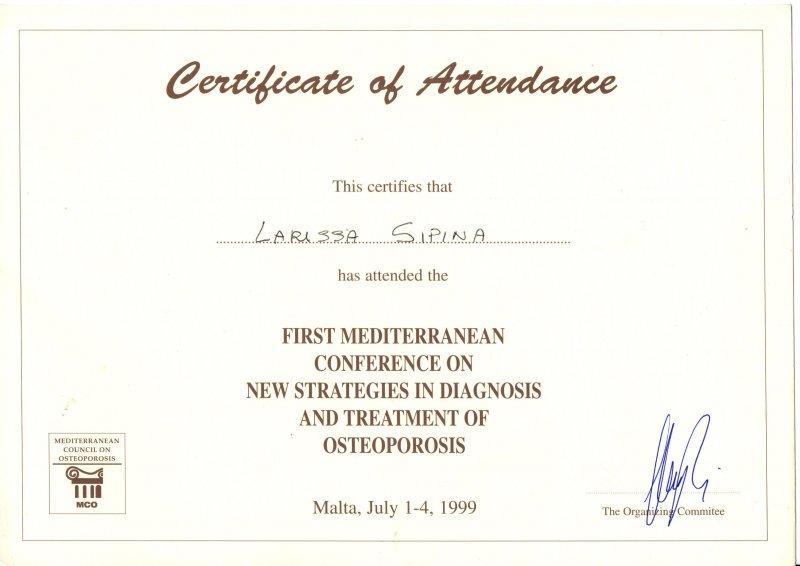 Certificate of Attendance
This certifies that
LARISSA SIPINA
has attended the
FIRST MEDITERRANEAN
CONFERENCE ON
NEW STRATEGIES IN DIAGNOSIS
AND TREATMENT OF
OSTEOPOROSIS
MEDITERRANEAN
COUNCIL ON
OSTEOPOROSIS
MCO
Malta, July 1-4, 1999
The Organizing Commitee